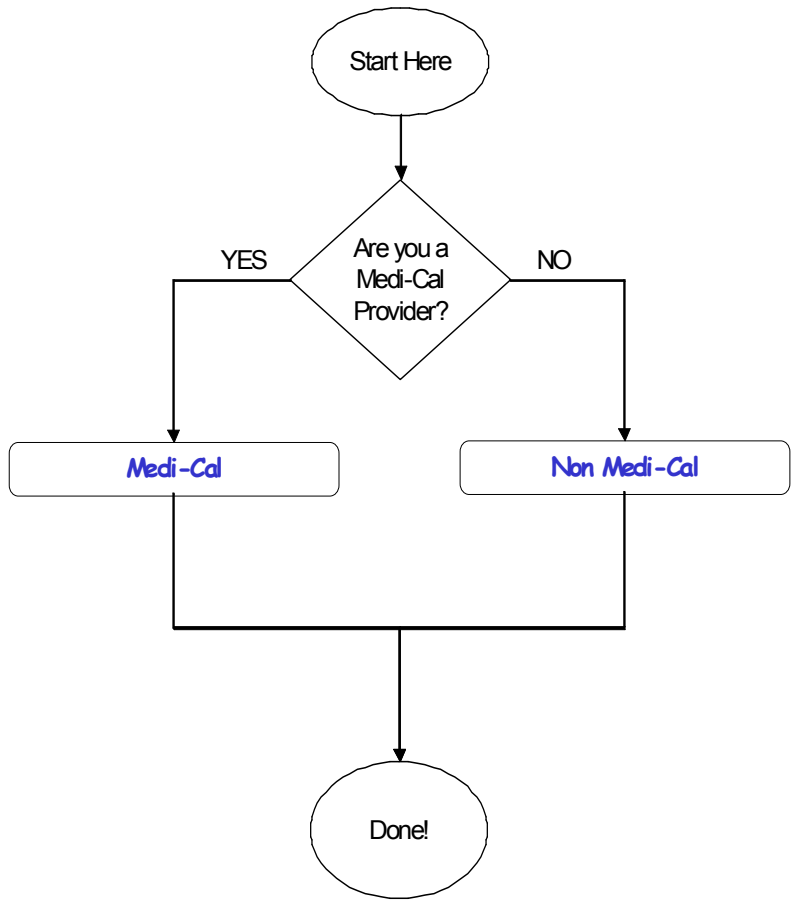 Start Here
Are you a
Medi-Cal
Provider?
YES
NO
Medi-Cal
Non Medi-Cal
Done!